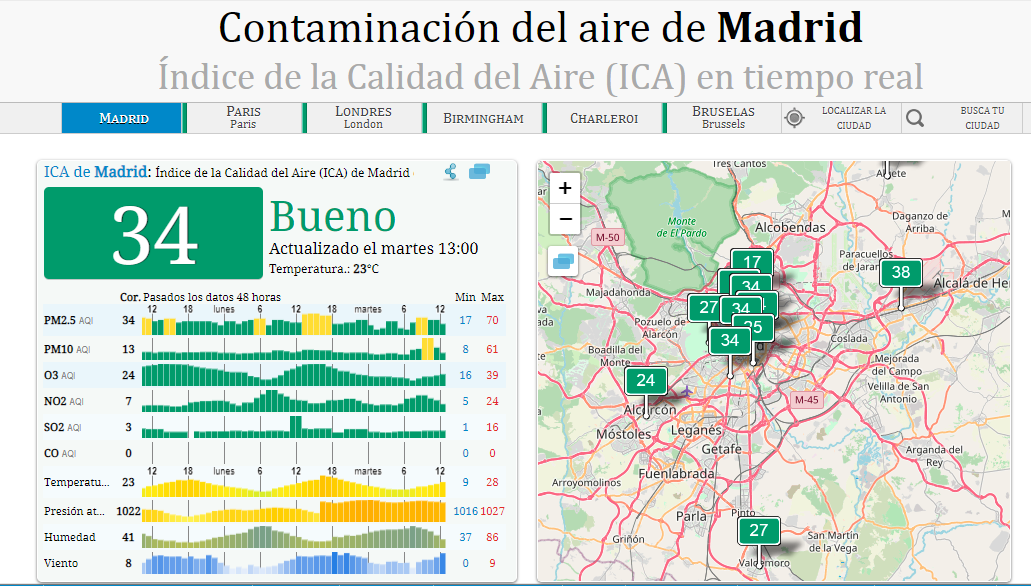 Contaminación del aire de Madrid
Índice de la Calidad del Aire (ICA) en tiempo real
Madrid
Paris
Paris
Londres
London
Birmingham
Charleroi
Bruselas
Brussels
LOCALIZAR LA
CIUDAD
BUSCA TU
CIUDAD
ICA de Madrid: Índice de la Calidad del Aire (ICA) de Madrid
34
Bueno
Actualizado el martes 13:00
Temperatura.: 23°C
Cor. Pasados los datos 48 horas Min Max
12 18 lunes 6 12 18 martes 6 12
PM2.5 AQI 34 17 70
PM10 AQI 13 8 61
O3 AQI 24 16 39
NO2 AQI 7 5 24
SO2 AQI 3 1 16
CO AQI 0 0 0
12 18 lunes 6 12 18 martes 6 12
Temperatu... 23 9 28
Presión at... 1022 1016 1027
Humedad 41 37 86
Viento 8 0 9
+
−
Tres Cantos
Monte
de El Pardo
M-50
Alcobendas
Daganzo de
Arriba
Paracuellos
de Jaran
38
Alcalá de He
17
34
Majadahonda
27
34
25
34
Pozuelo de
Alarcón
Coslada
Boadilla del
Monte
Mejorada
del Campo
Velilla de San
Antonio
24
M-45
Alcorcón
Móstoles
Leganés
Getafe
Arganda del
Rey
Fuenlabrada
Arroyomolinos
Parla
Pinto
27
San Martín
de la Vega
Griñón
Valdemoro